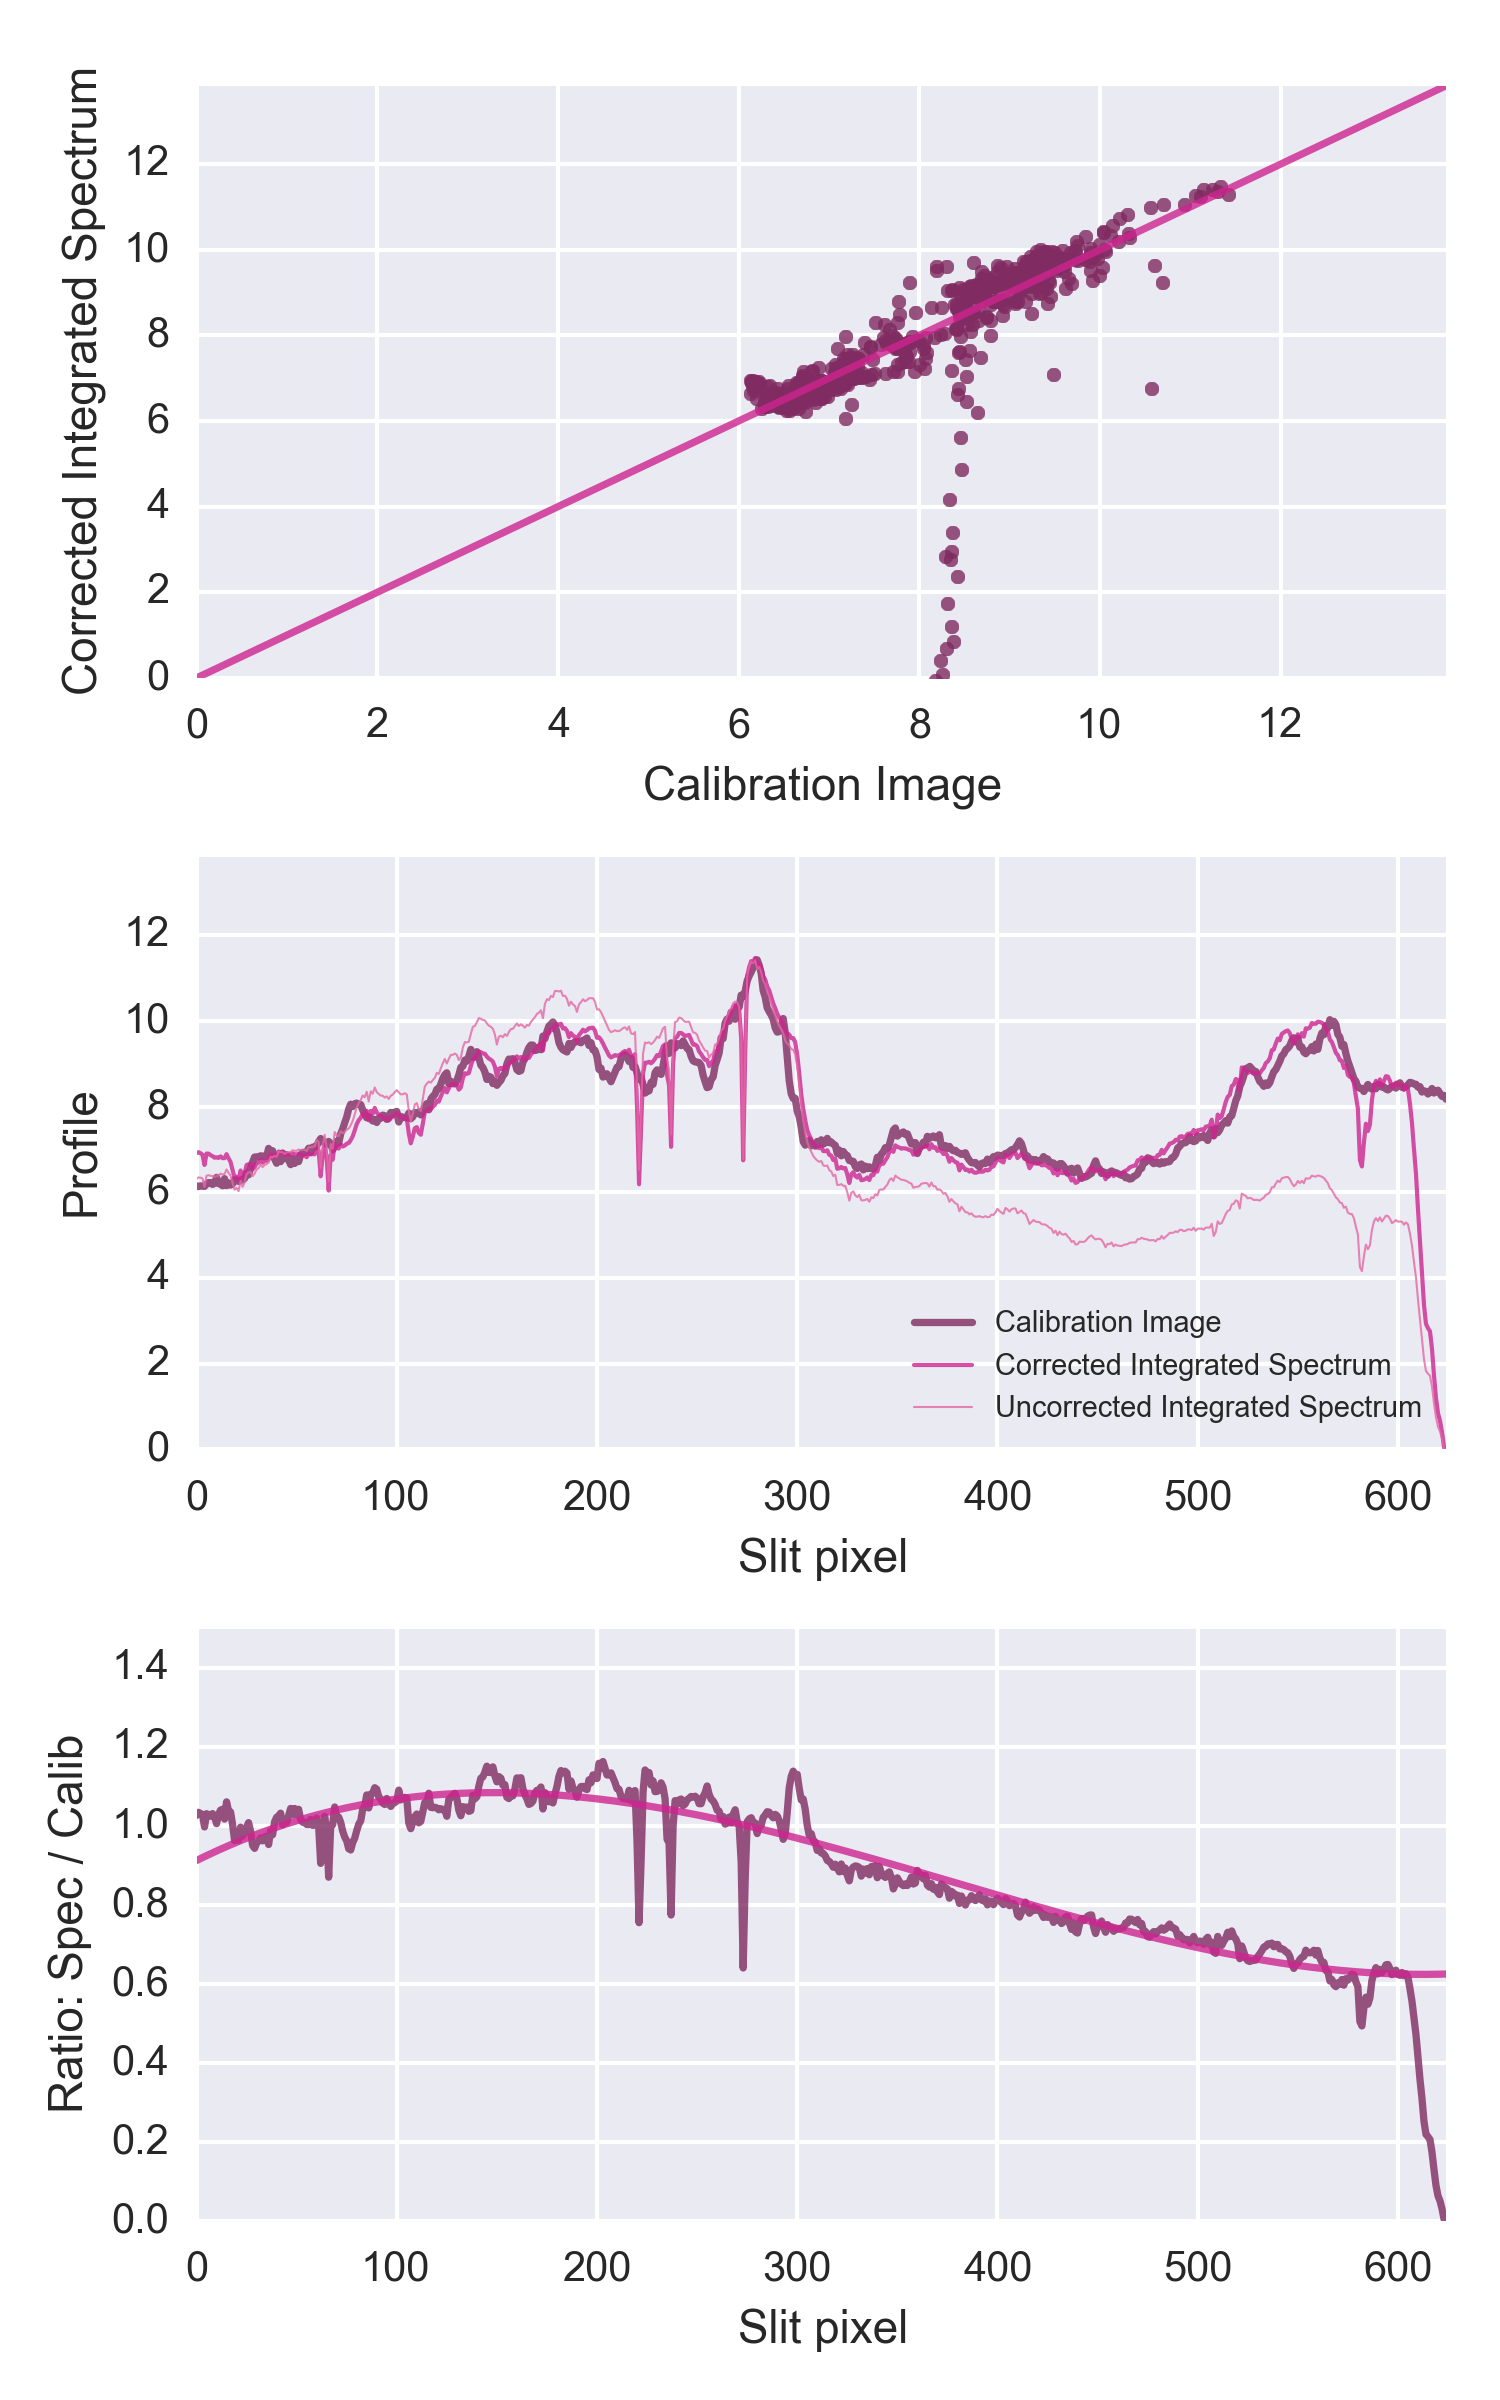 Corrected Integrated Spectrum
12
10
8
6
4
2
0
0 2 4 6 8 10 12
Calibration Image
Profile
12
10
8
6
4
2
0
Calibration Image
Corrected Integrated Spectrum
Uncorrected Integrated Spectrum
0 100 200 300 400 500 600
Slit pixel
Ratio: Spec / Calib
1.4
1.2
1.0
0.8
0.6
0.4
0.2
0.0
0 100 200 300 400 500 600
Slit pixel